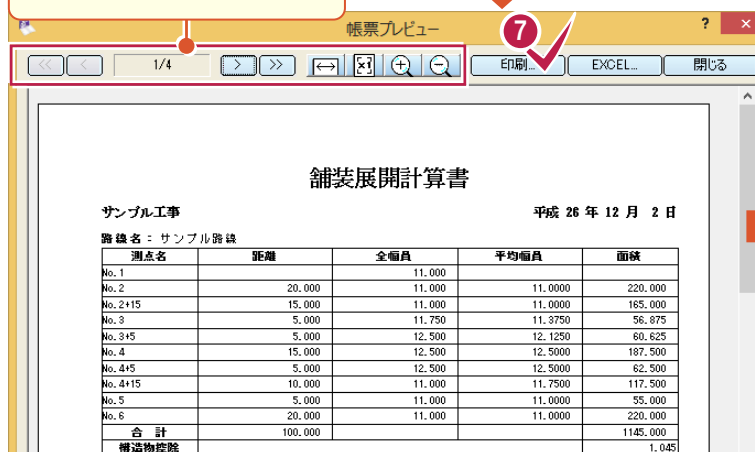 帳票プレビュー ? ×
7
<< < 1/4 > >> ×1 印刷... EXCEL... 閉じる
舗装展開計算書
サンプル工事 平成 26 年 12 月 2 日
路線名：サンプル路線
測点名 距離 全幅員 平均幅員 面積
No.1 11.000
No.2 20.000 11.000 11.0000 220.000
No.2+15 15.000 11.000 11.0000 165.000
No.3 5.000 11.750 11.3750 56.875
No.3+5 5.000 12.500 12.1250 60.625
No.4 15.000 12.500 12.5000 187.500
No.4+5 5.000 12.500 12.5000 62.500
No.4+15 10.000 11.000 11.7500 117.500
No.5 5.000 11.000 11.0000 55.000
No.6 20.000 11.000 11.0000 220.000
合 計 100.000 1145.000
構造物控除 1.045